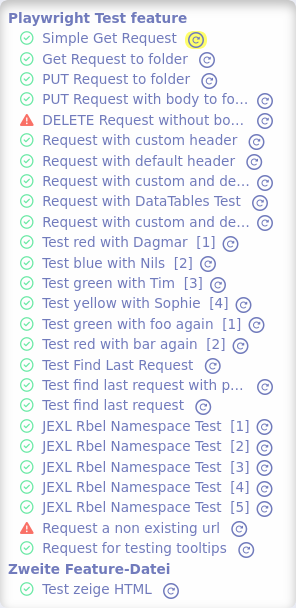 Playwright Test feature
Simple Get Request
Get Request to folder
PUT Request to folder
PUT Request with body to fo...
DELETE Request without bo...
Request with custom header
Request with default header
Request with custom and de...
Request with DataTables Test
Request with custom and de...
Test red with Dagmar [1]
Test blue with Nils [2]
Test green with Tim [3]
Test yellow with Sophie [4]
Test green with foo again [1]
Test red with bar again [2]
Test Find Last Request
Test find last request with p...
Test find last request
JEXL Rbel Namespace Test [1]
JEXL Rbel Namespace Test [2]
JEXL Rbel Namespace Test [3]
JEXL Rbel Namespace Test [4]
JEXL Rbel Namespace Test [5]
Request a non existing url
Request for testing tooltips
Zweite Feature-Datei
Test zeige HTML